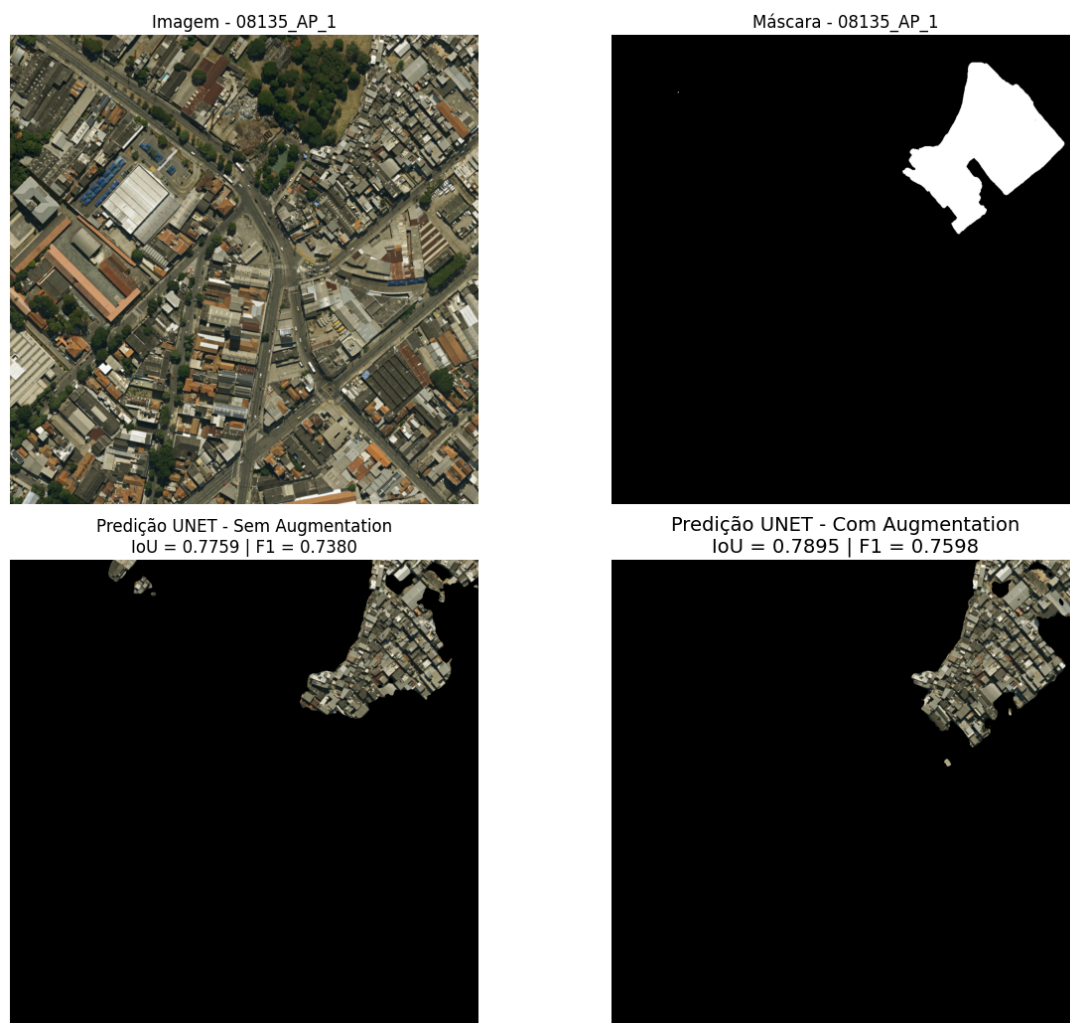 Imagem - 08135_AP_1
Máscara - 08135_AP_1
Predição UNET - Sem Augmentation
IoU = 0.7759 | F1 = 0.7380
Predição UNET - Com Augmentation
IoU = 0.7895 | F1 = 0.7598